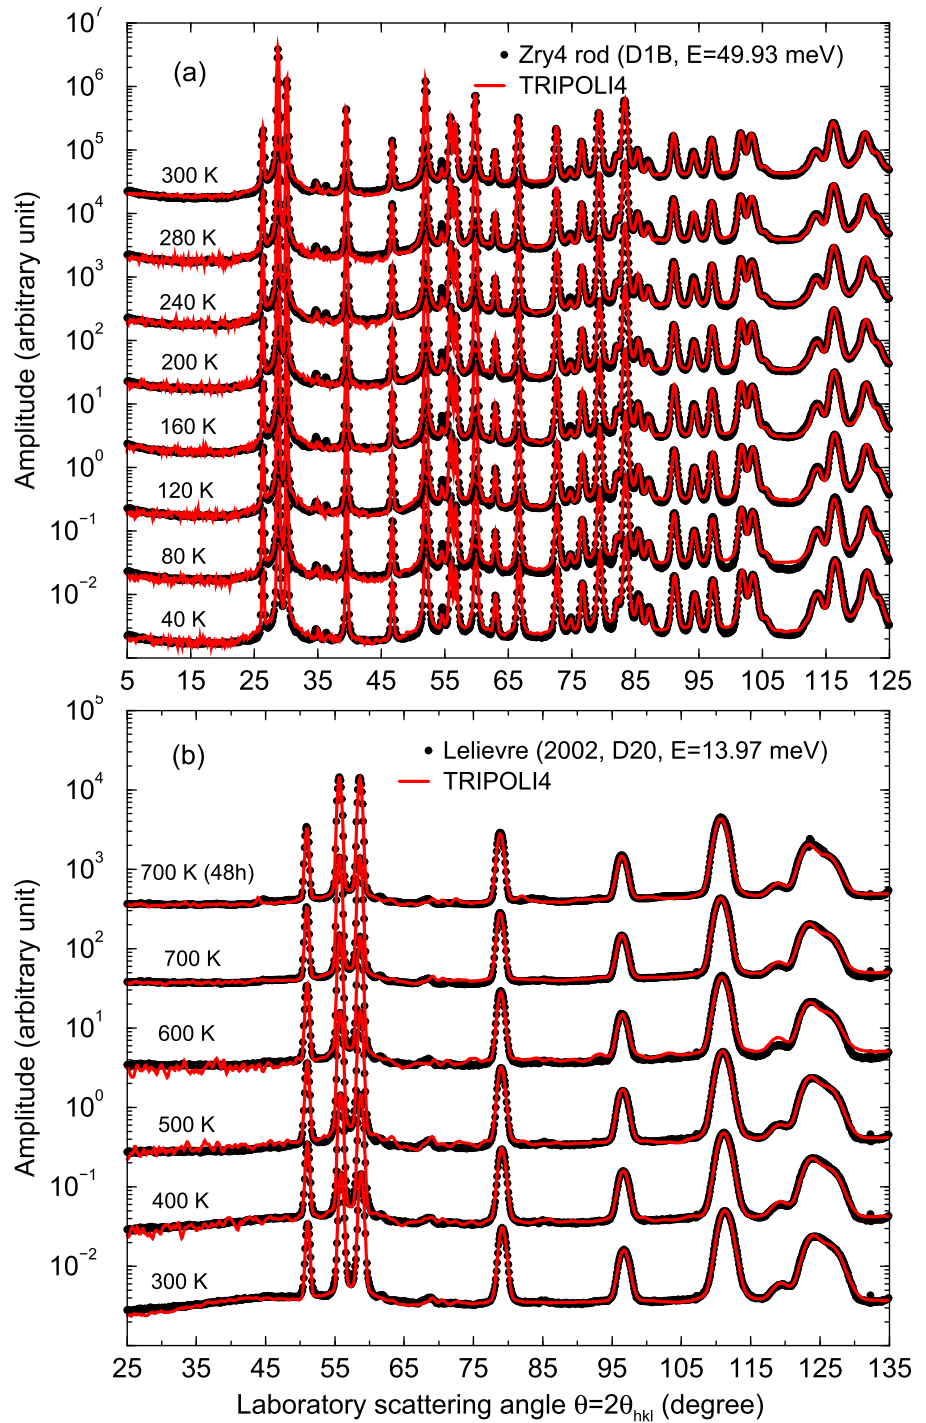 10⁷
(a)
Zry4 rod (D1B, E=49.93 meV)
TRIPOLI4
10⁶
10⁵
300 K
10⁴
280 K
10³
240 K
10²
200 K
10¹
160 K
10⁰
120 K
10⁻¹
80 K
10⁻²
40 K
Amplitude (arbitrary unit)
5 15 25 35 45 55 65 75 85 95 105 115 125
10⁵
(b)
Lelievre (2002, D20, E=13.97 meV)
TRIPOLI4
10⁴
10³
700 K (48h)
10²
700 K
10¹
600 K
10⁰
500 K
10⁻¹
400 K
10⁻²
300 K
Amplitude (arbitrary unit)
25 35 45 55 65 75 85 95 105 115 125 135
Laboratory scattering angle θ=2θhkl (degree)